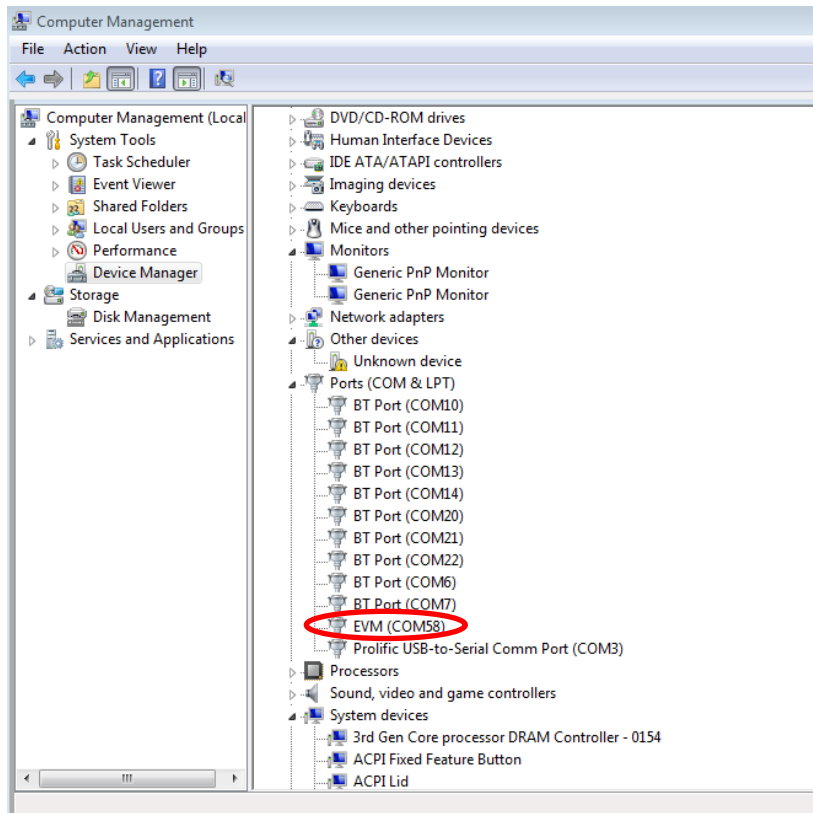 Computer Management
File Action View Help
Computer Management (Local
System Tools
Task Scheduler
Event Viewer
Shared Folders
Local Users and Groups
Performance
Device Manager
Storage
Disk Management
Services and Applications
DVD/CD-ROM drives
Human Interface Devices
IDE ATA/ATAPI controllers
Imaging devices
Keyboards
Mice and other pointing devices
Monitors
Generic PnP Monitor
Generic PnP Monitor
Network adapters
Other devices
Unknown device
Ports (COM & LPT)
BT Port (COM10)
BT Port (COM11)
BT Port (COM12)
BT Port (COM13)
BT Port (COM14)
BT Port (COM20)
BT Port (COM21)
BT Port (COM22)
BT Port (COM6)
BT Port (COM7)
EVM (COM58)
Prolific USB-to-Serial Comm Port (COM3)
Processors
Sound, video and game controllers
System devices
3rd Gen Core processor DRAM Controller - 0154
ACPI Fixed Feature Button
ACPI Lid